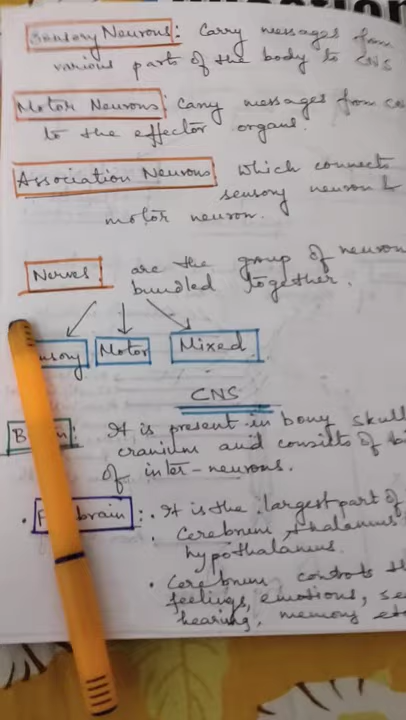 Sensory Neurons: Carry messages from
various parts of the body to CNS
Motor Neurons: Carry messages from
to the effector organs.
Association Neurons which connects
sensory neuron &
motor neuron.
Nerves are the group of neuron
bundled together.
Motor Mixed
CNS
It is present in bony skull
cranium and consists of
of inter-neurons.
brain: • It is the largest part of
• Cerebrum, thalamus
hypothalamus.
• Cerebrum controls
feelings, emotions,
hearing, memory etc